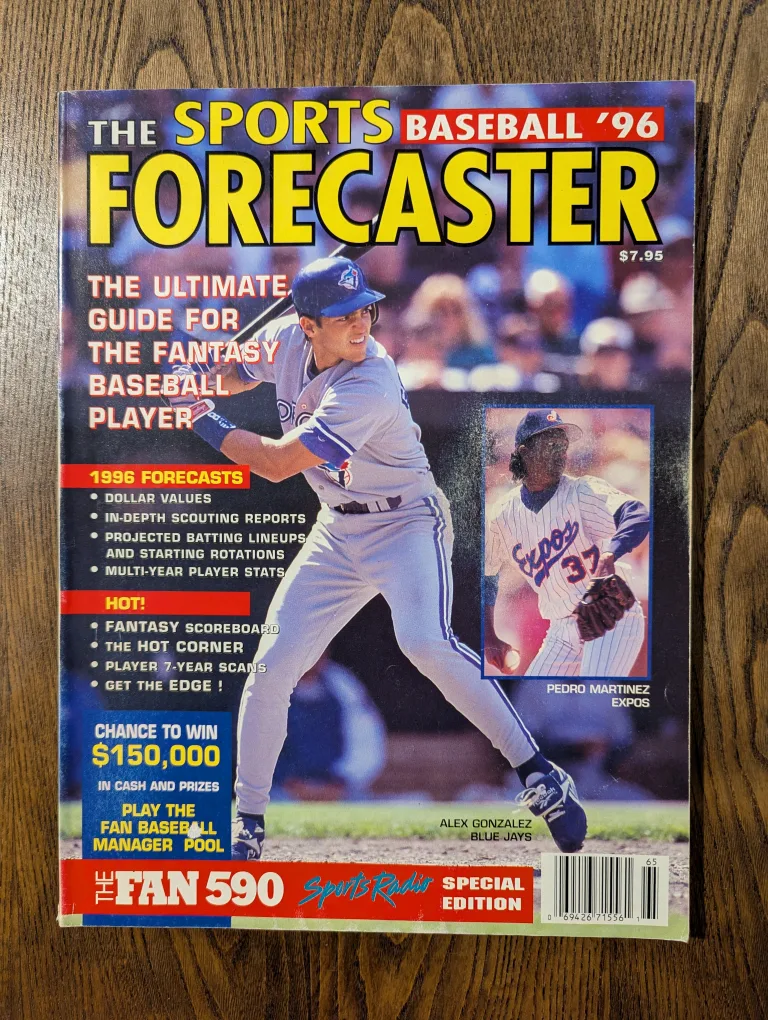 THE SPORTS BASEBALL '96
FORECASTER
$7.95
THE ULTIMATE
GUIDE FOR
THE FANTASY
BASEBALL
PLAYER
1996 FORECASTS
• DOLLAR VALUES
• IN-DEPTH SCOUTING REPORTS
• PROJECTED BATTING LINEUPS
AND STARTING ROTATIONS
• MULTI-YEAR PLAYER STATS
HOT!
• FANTASY SCOREBOARD
• THE HOT CORNER
• PLAYER 7-YEAR SCANS
• GET THE EDGE !
Expos
37
PEDRO MARTINEZ
EXPOS
CHANCE TO WIN
$150,000
IN CASH AND PRIZES
PLAY THE
FAN BASEBALL
MANAGER POOL
ALEX GONZALEZ
BLUE JAYS
THE FAN 590 Sports Radio SPECIAL
EDITION
65
0 69426 71556 1